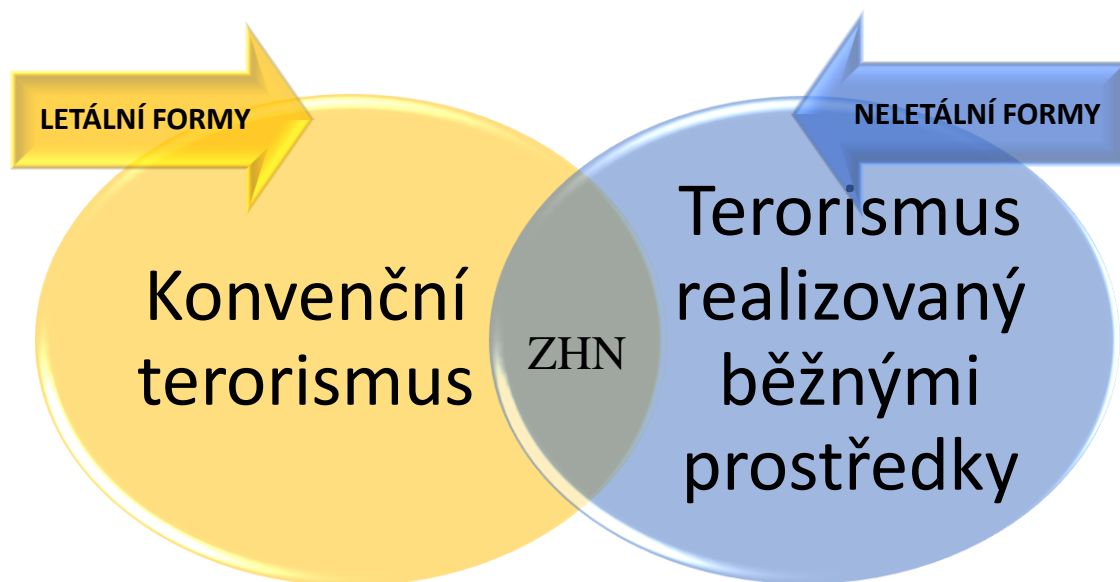 LETÁLNÍ FORMY
NELETÁLNÍ FORMY
Konvenční
terorismus
ZHN
Terorismus
realizovaný
běžnými
prostředky